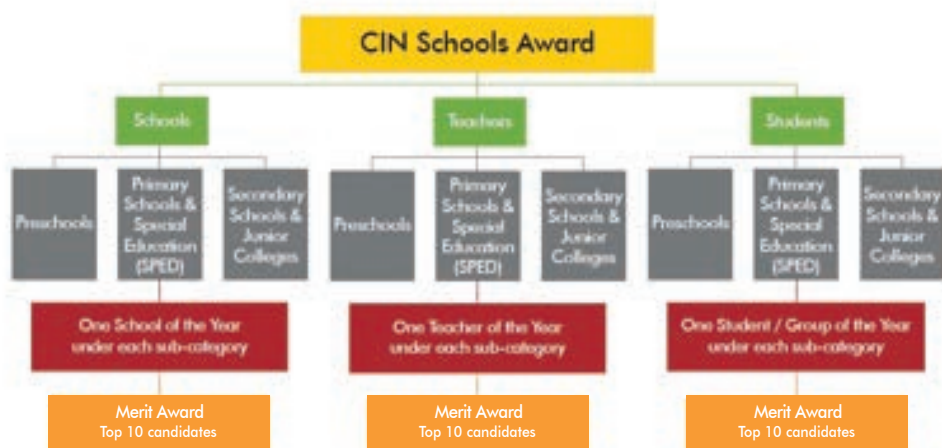 CIN Schools Award
Schools
Teachers
Students
Preschools
Primary
Schools &
Special
Education
(SPED)
Secondary
Schools &
Junior
Colleges
Preschools
Primary
Schools &
Special
Education
(SPED)
Secondary
Schools &
Junior
Colleges
Preschools
Primary
Schools &
Special
Education
(SPED)
Secondary
Schools &
Junior
Colleges
One School of the Year
under each sub-category
One Teacher of the Year
under each sub-category
One Student / Group of the Year
under each sub-category
Merit Award
Top 10 candidates
Merit Award
Top 10 candidates
Merit Award
Top 10 candidates